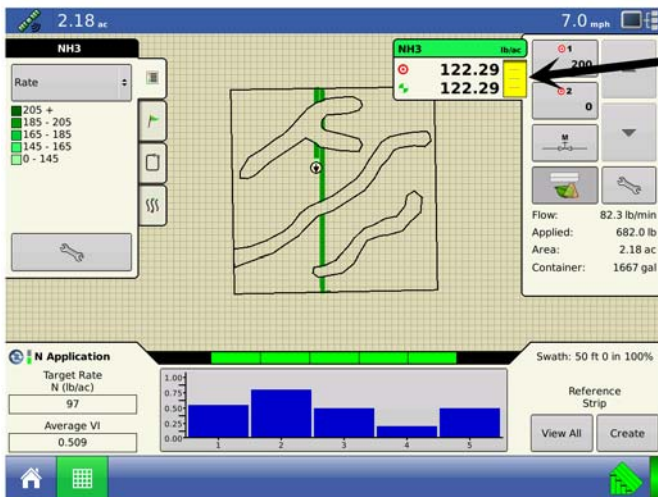 2.18 ac
7.0 mph
NH3
Rate
205 +
185 - 205
165 - 185
145 - 165
0 - 145
NH3 lb/ac
122.29
122.29
1
200
2
0
M
Flow: 82.3 lb/min
Applied: 682.0 lb
Area: 2.18 ac
Container: 1667 gal
N Application
Target Rate
N (lb/ac)
97
Average VI
0.509
1.00
0.75
0.50
0.25
0.00
1 2 3 4 5
Swath: 50 ft 0 in 100%
Reference
Strip
View All
Create